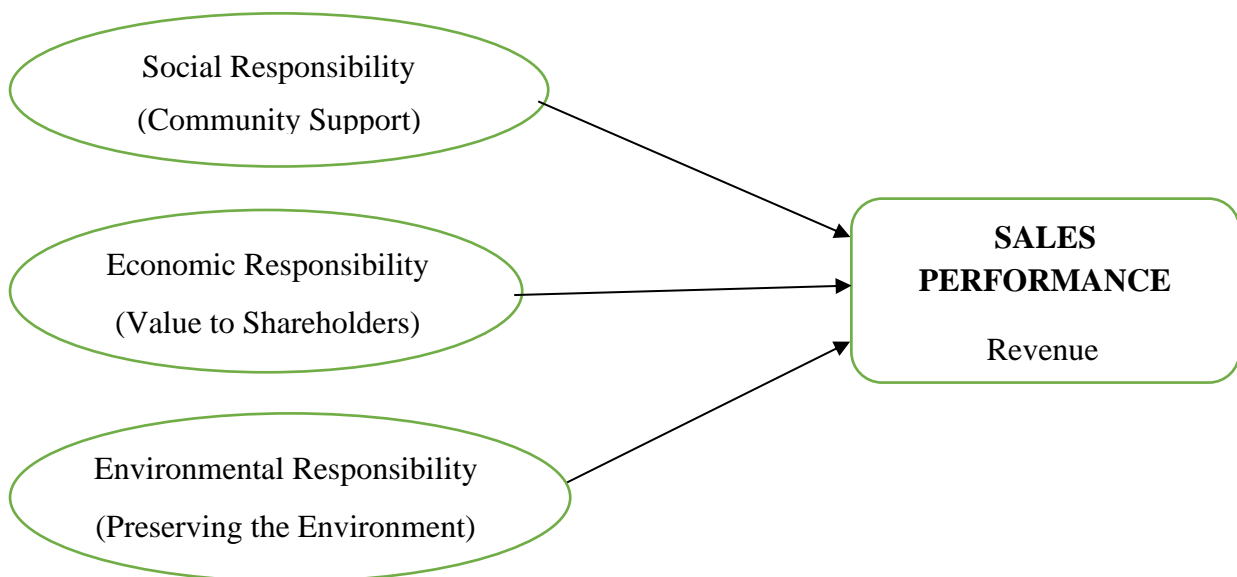 Social Responsibility
(Community Support)
Economic Responsibility
(Value to Shareholders)
Environmental Responsibility
(Preserving the Environment)
SALES
PERFORMANCE
Revenue